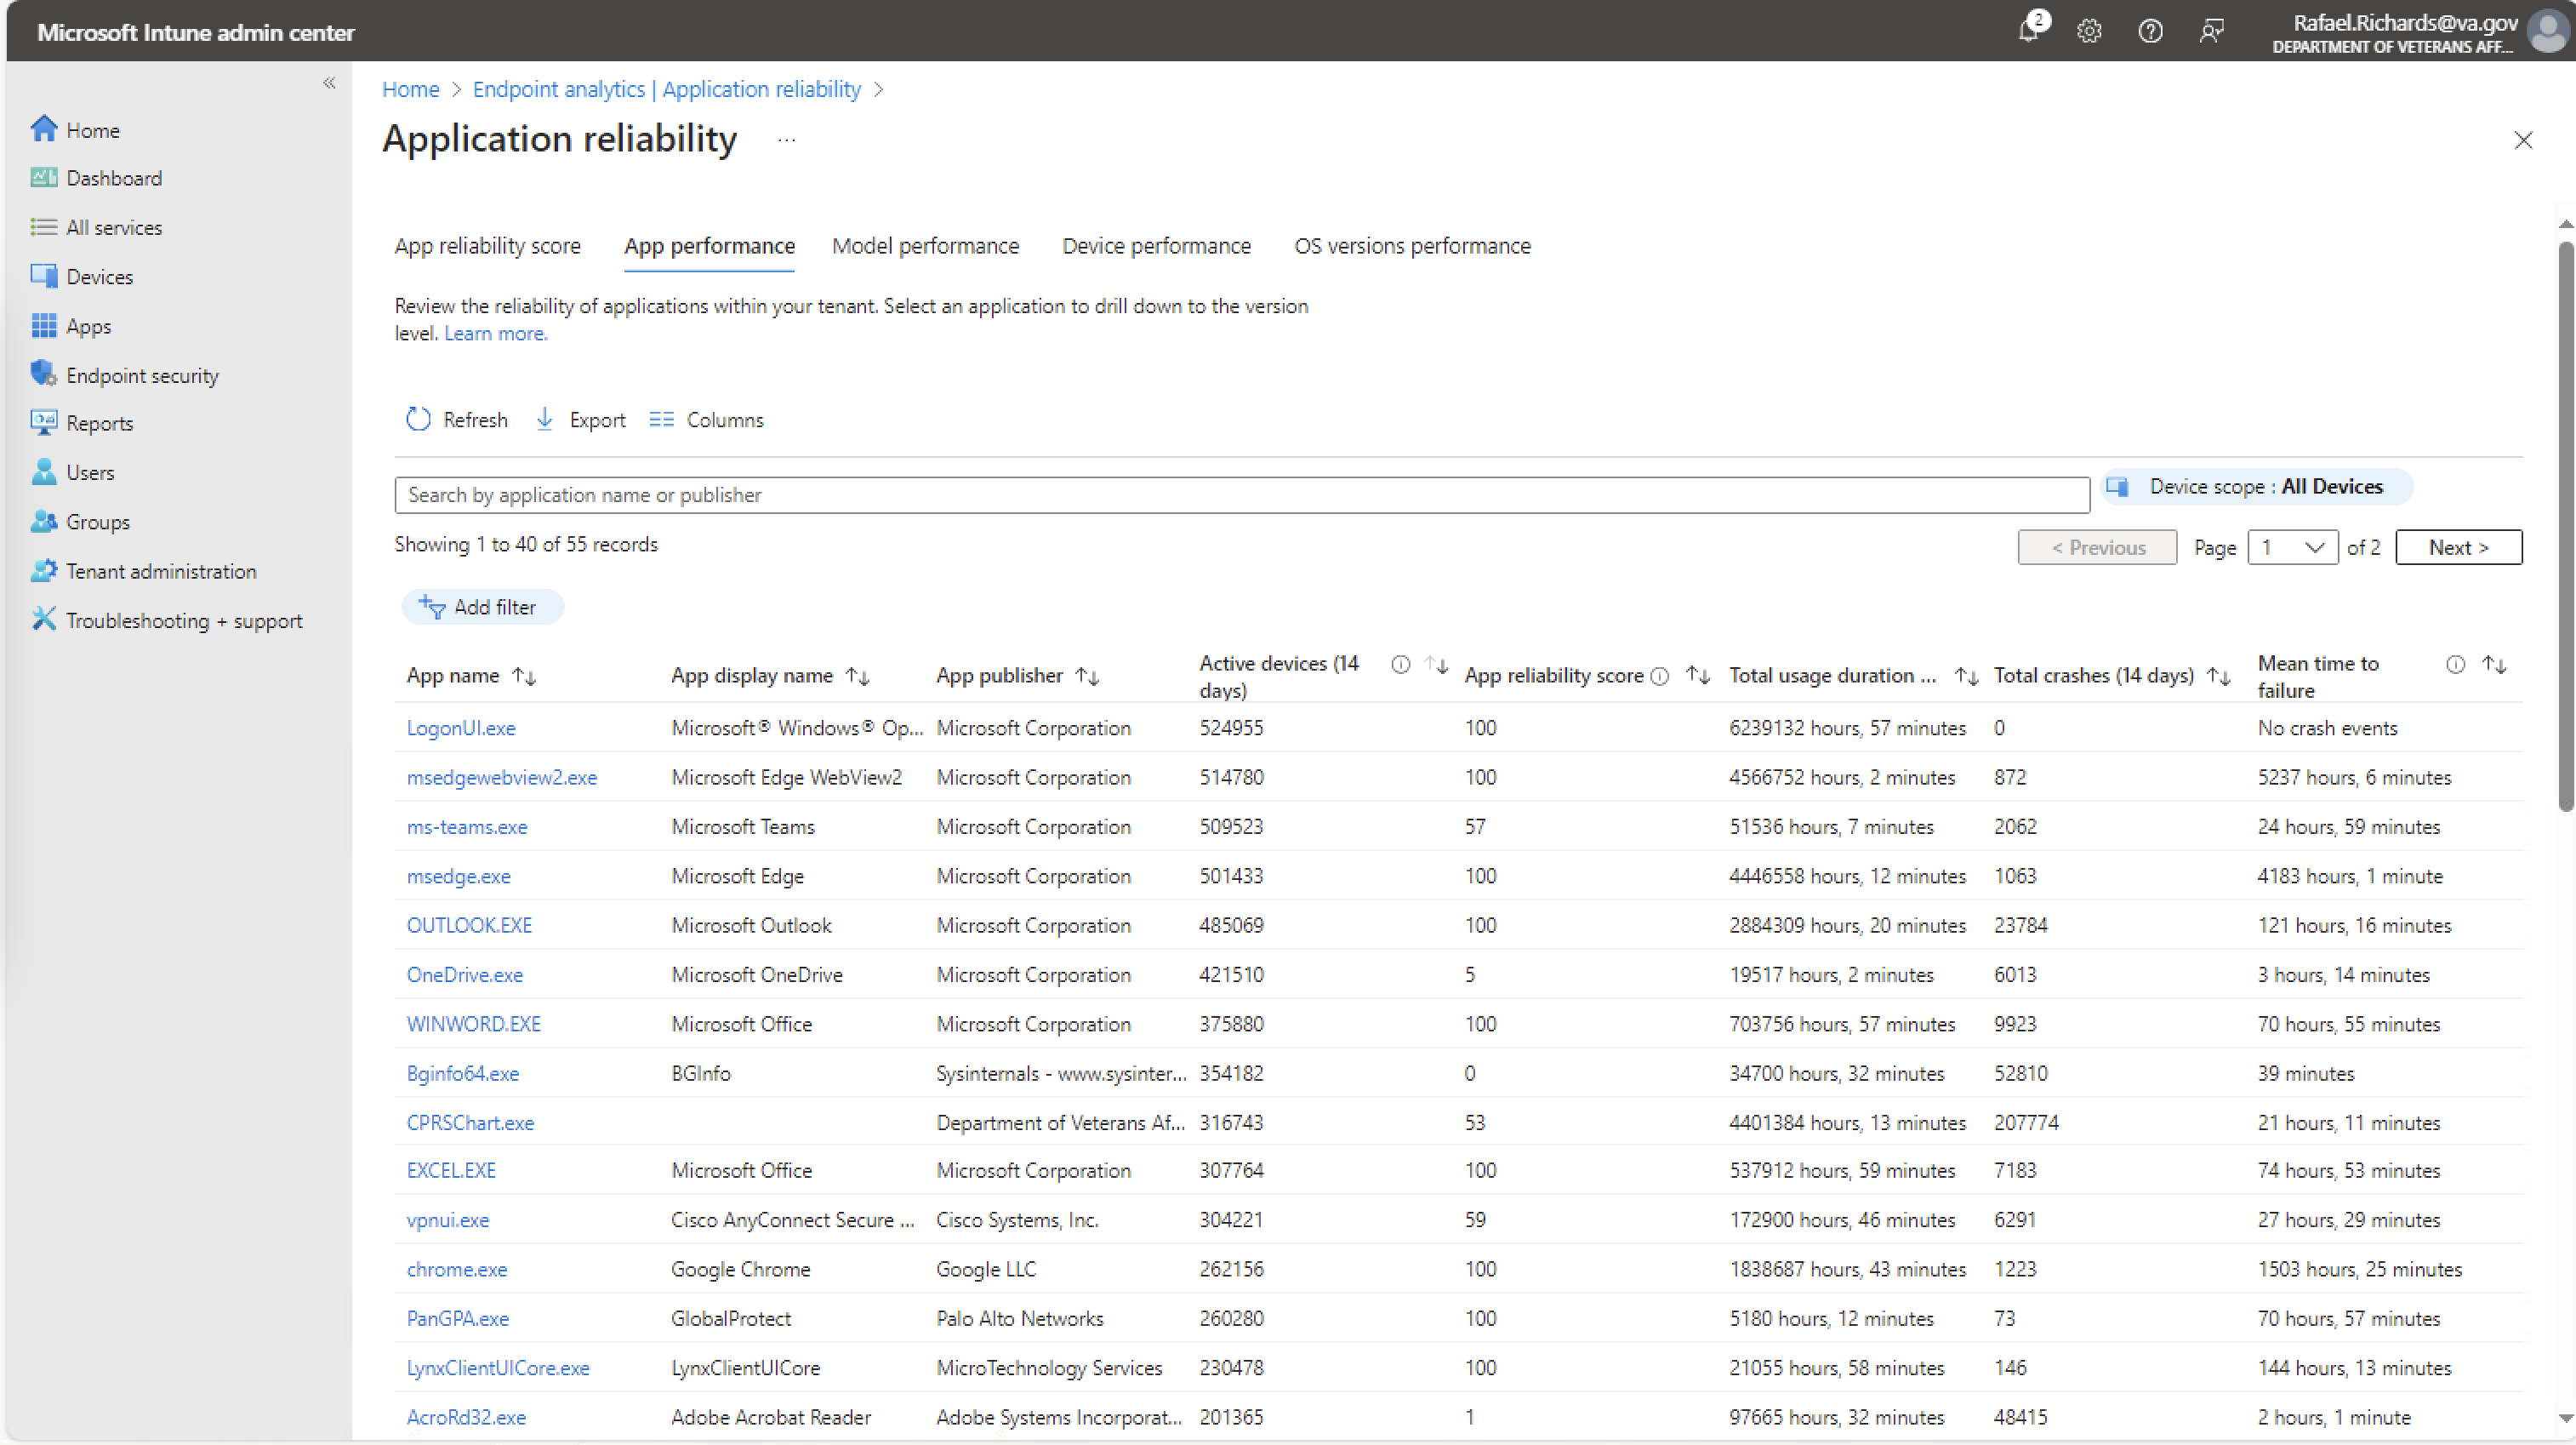 Microsoft Intune admin center
2
Rafael.Richards@va.gov
DEPARTMENT OF VETERANS AFF...
Home
Dashboard
All services
Devices
Apps
Endpoint security
Reports
Users
Groups
Tenant administration
Troubleshooting + support
Home > Endpoint analytics | Application reliability >
Application reliability ...
App reliability score App performance Model performance Device performance OS versions performance
Review the reliability of applications within your tenant. Select an application to drill down to the version
level. Learn more.
Refresh Export Columns
Search by application name or publisher
Device scope : All Devices
Showing 1 to 40 of 55 records
< Previous Page 1 of 2 Next >
Add filter
App name App display name App publisher Active devices (14 days) App reliability score Total usage duration ... Total crashes (14 days) Mean time to failure
LogonUI.exe Microsoft® Windows® Op... Microsoft Corporation 524955 100 6239132 hours, 57 minutes 0 No crash events
msedgewebview2.exe Microsoft Edge WebView2 Microsoft Corporation 514780 100 4566752 hours, 2 minutes 872 5237 hours, 6 minutes
ms-teams.exe Microsoft Teams Microsoft Corporation 509523 57 51536 hours, 7 minutes 2062 24 hours, 59 minutes
msedge.exe Microsoft Edge Microsoft Corporation 501433 100 4446558 hours, 12 minutes 1063 4183 hours, 1 minute
OUTLOOK.EXE Microsoft Outlook Microsoft Corporation 485069 100 2884309 hours, 20 minutes 23784 121 hours, 16 minutes
OneDrive.exe Microsoft OneDrive Microsoft Corporation 421510 5 19517 hours, 2 minutes 6013 3 hours, 14 minutes
WINWORD.EXE Microsoft Office Microsoft Corporation 375880 100 703756 hours, 57 minutes 9923 70 hours, 55 minutes
Bginfo64.exe BGInfo Sysinternals - www.sysinter... 354182 0 34700 hours, 32 minutes 52810 39 minutes
CPRSChart.exe Department of Veterans Af... 316743 53 4401384 hours, 13 minutes 207774 21 hours, 11 minutes
EXCEL.EXE Microsoft Office Microsoft Corporation 307764 100 537912 hours, 59 minutes 7183 74 hours, 53 minutes
vpnui.exe Cisco AnyConnect Secure ... Cisco Systems, Inc. 304221 59 172900 hours, 46 minutes 6291 27 hours, 29 minutes
chrome.exe Google Chrome Google LLC 262156 100 1838687 hours, 43 minutes 1223 1503 hours, 25 minutes
PanGPA.exe GlobalProtect Palo Alto Networks 260280 100 5180 hours, 12 minutes 73 70 hours, 57 minutes
LynxClientUICore.exe LynxClientUICore MicroTechnology Services 230478 100 21055 hours, 58 minutes 146 144 hours, 13 minutes
AcroRd32.exe Adobe Acrobat Reader Adobe Systems Incorporat... 201365 1 97665 hours, 32 minutes 48415 2 hours, 1 minute